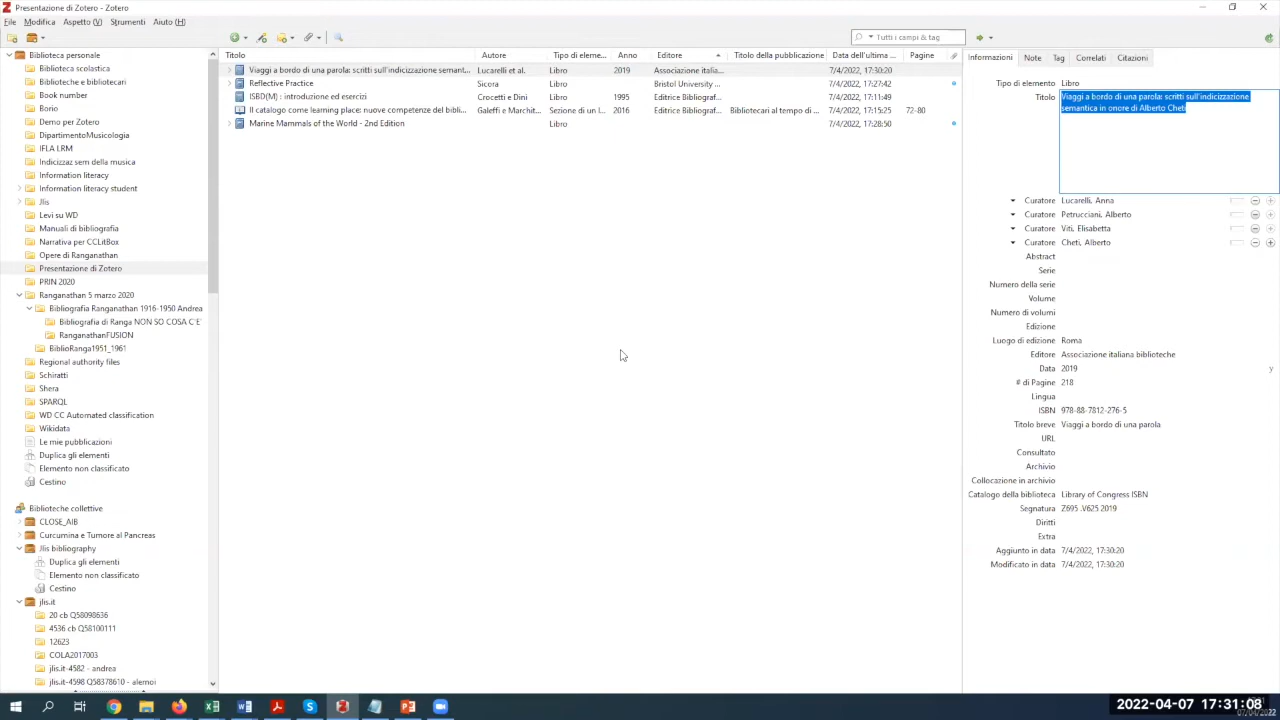 Presentazione di Zotero - Zotero
File Modifica Aspetto (V) Strumenti Aiuto (H)
Tutti i campi & tag
Biblioteca personale
Biblioteca scolastica
Biblioteche e bibliotecari
Book number
Borio
Demo per Zotero
DipartimentoMusicologia
IFLA LRM
Indicizzaz sem della musica
Information literacy
Information literacy student
Jlis
Levi su WD
Manuali di bibliografia
Narrativa per CCLitBox
Opere di Ranganathan
Presentazione di Zotero
PRIN 2020
Ranganathan 5 marzo 2020
Bibliografia Ranganathan 1916-1950 Andrea
Bibliografia di Ranga NON SO COSA C'E'
RanganathanFUSION
BiblioRanga1951_1961
Regional authority files
Schiratti
Shera
SPARQL
WD CC Automated classification
Wikidata
Le mie pubblicazioni
Duplica gli elementi
Elemento non classificato
Cestino
Biblioteche collettive
CLOSE_AIB
Curcumina e Tumore al Pancreas
Jlis bibliography
Duplica gli elementi
Elemento non classificato
Cestino
jlis.it
20 cb Q58098636
4536 cb Q58100111
12623
COLA2017003
jlis.it-4582 - andrea
jlis.it-4598 Q58378610 - alemoi
Titolo Autore Tipo di eleme... Anno Editore Titolo della pubblicazione Data dell'ultima ... Pagine
Viaggi a bordo di una parola: scritti sull'indicizzazione semant... Lucarelli et al. Libro 2019 Associazione italia... 7/4/2022, 17:30:20
Reflective Practice Sicora Libro Bristol University ... 7/4/2022, 17:27:42
ISBD(M) : introduzione ed esercizi Crocetti e Dini Libro 1995 Editrice Bibliograf... 7/4/2022, 17:11:49
Il catalogo come learning place: nuove competenze del bibl... Galeffi e Marchit... Sezione di un l... 2016 Editrice Bibliograf... Bibliotecari al tempo di ... 7/4/2022, 17:15:25 72-80
Marine Mammals of the World - 2nd Edition Libro 7/4/2022, 17:28:50
Informazioni Note Tag Correlati Citazioni
Tipo di elemento Libro
Titolo Viaggi a bordo di una parola: scritti sull'indicizzazione
semantica in onore di Alberto Cheti
Curatore Lucarelli, Anna
Curatore Petrucciani, Alberto
Curatore Viti, Elisabetta
Curatore Cheti, Alberto
Abstract
Serie
Numero della serie
Volume
Numero di volumi
Edizione
Luogo di edizione Roma
Editore Associazione italiana biblioteche
Data 2019 y
# di Pagine 218
Lingua
ISBN 978-88-7812-276-5
Titolo breve Viaggi a bordo di una parola
URL
Consultato
Archivio
Collocazione in archivio
Catalogo della biblioteca Library of Congress ISBN
Segnatura Z695 .V625 2019
Diritti
Extra
Aggiunto in data 7/4/2022, 17:30:20
Modificato in data 7/4/2022, 17:30:20
2022-04-07 17:31:08
07/04/2022